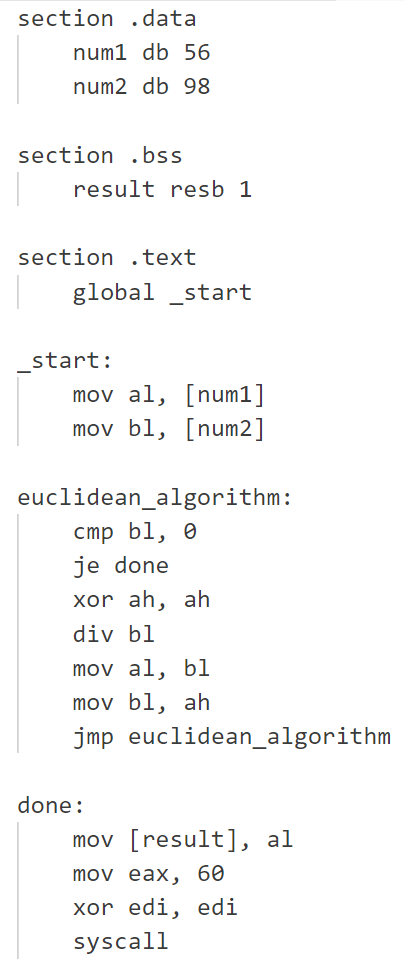 section .data
    num1 db 56
    num2 db 98

section .bss
    result resb 1

section .text
    global _start

_start:
    mov al, [num1]
    mov bl, [num2]

euclidean_algorithm:
    cmp bl, 0
    je done
    xor ah, ah
    div bl
    mov al, bl
    mov bl, ah
    jmp euclidean_algorithm

done:
    mov [result], al
    mov eax, 60
    xor edi, edi
    syscall